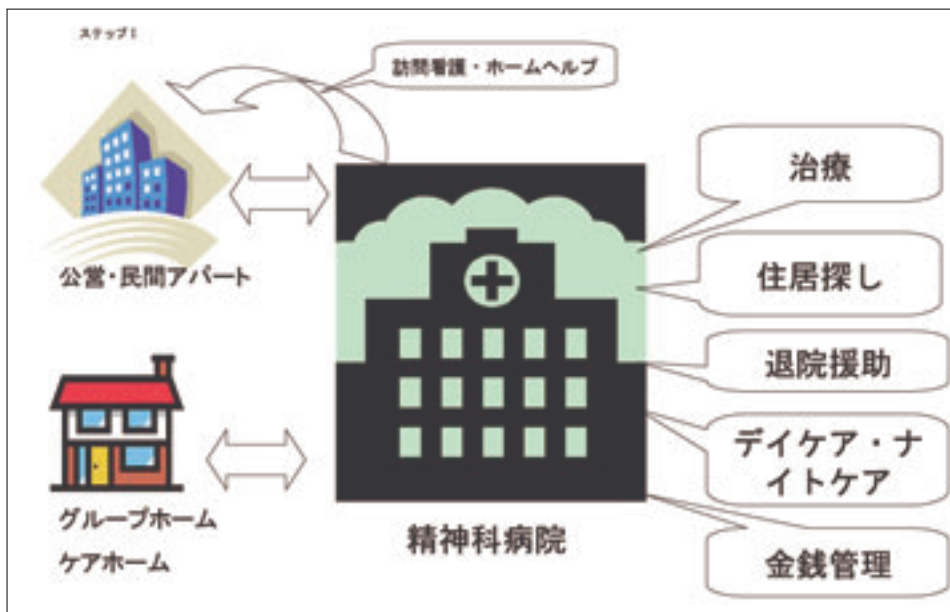 ステップⅠ
訪問看護・ホームヘルプ
治療
公営・民間アパート
住居探し
退院援助
デイケア・ナ
イトケア
グループホーム
ケアホーム
精神科病院
金銭管理